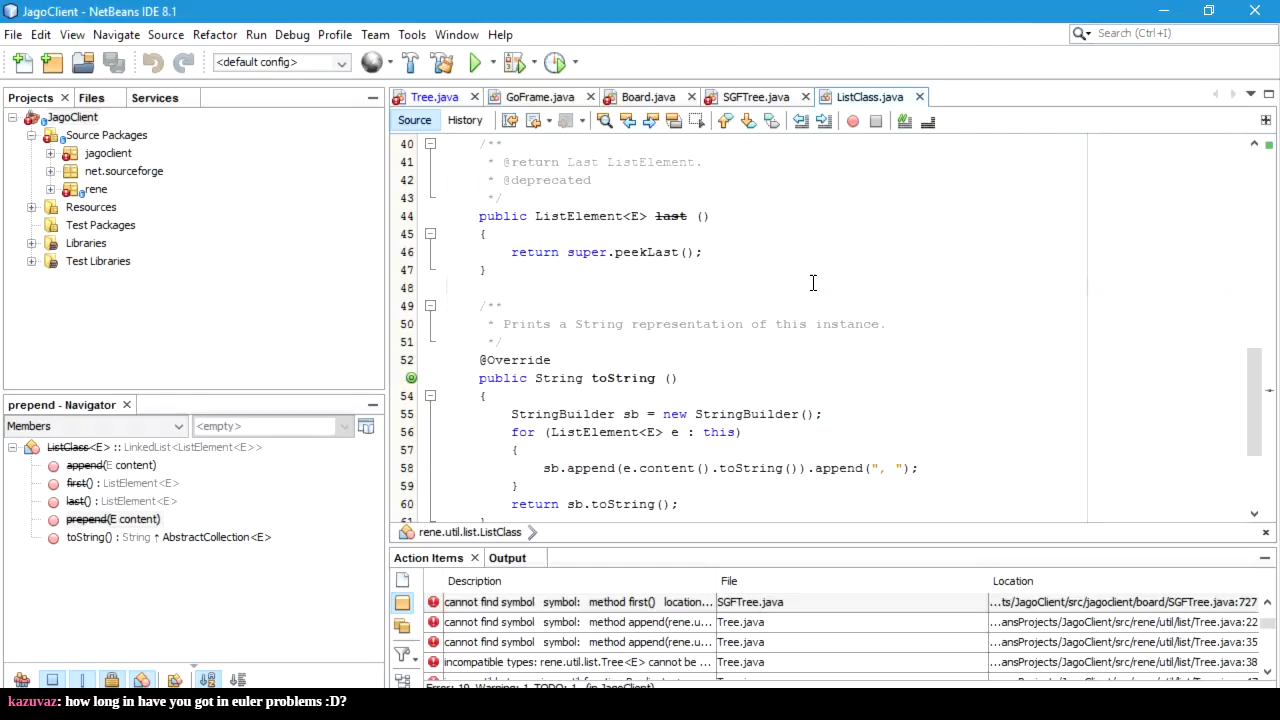 JagoClient - NetBeans IDE 8.1
File Edit View Navigate Source Refactor Run Debug Profile Team Tools Window Help
Search (Ctrl+I)
<default config>
Projects Files Services
JagoClient
Source Packages
jagoclient
net.sourceforge
rene
Resources
Test Packages
Libraries
Test Libraries
prepend - Navigator
Members
<empty>
ListClass<E> :: LinkedList<ListElement<E>>
append(E content)
first() : ListElement<E>
last() : ListElement<E>
prepend(E content)
toString() : String ↑ AbstractCollection<E>
Tree.java GoFrame.java Board.java SGFTree.java ListClass.java
Source History
40 /**
41 * @return Last ListElement.
42 * @deprecated
43 */
44 public ListElement<E> last ()
45 {
46 return super.peekLast();
47 }
48
49 /**
50 * Prints a String representation of this instance.
51 */
52 @Override
public String toString ()
54 {
55 StringBuilder sb = new StringBuilder();
56 for (ListElement<E> e : this)
57 {
58 sb.append(e.content().toString()).append(", ");
59 }
60 return sb.toString();
61 }
rene.util.list.ListClass
Action Items Output
Description File Location
cannot find symbol symbol: method first() location... SGFTree.java ...ts/JagoClient/src/jagoclient/board/SGFTree.java:727
cannot find symbol symbol: method append(rene.u... Tree.java ...ansProjects/JagoClient/src/rene/util/list/Tree.java:22
cannot find symbol symbol: method append(rene.u... Tree.java ...ansProjects/JagoClient/src/rene/util/list/Tree.java:35
incompatible types: rene.util.list.Tree<E> cannot be ... Tree.java ...ansProjects/JagoClient/src/rene/util/list/Tree.java:38
kazuvaz: how long in have you got in euler problems :D?